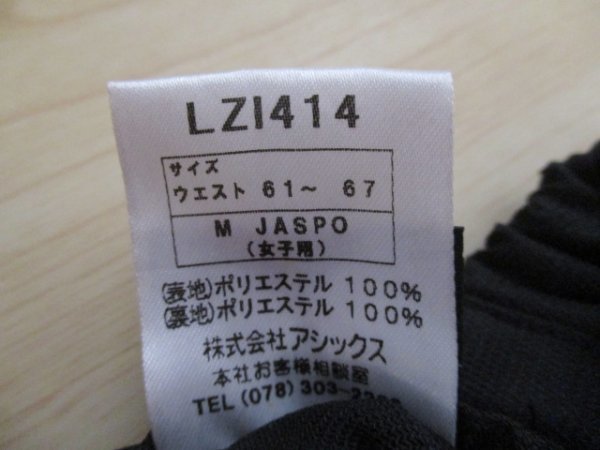 LZI414
サイズ
ウエスト 61～ 67
M JASPO
(女子用)
(表地)ポリエステル 100%
(裏地)ポリエステル 100%
株式会社アシックス
本社お客様相談室
TEL (078) 303-